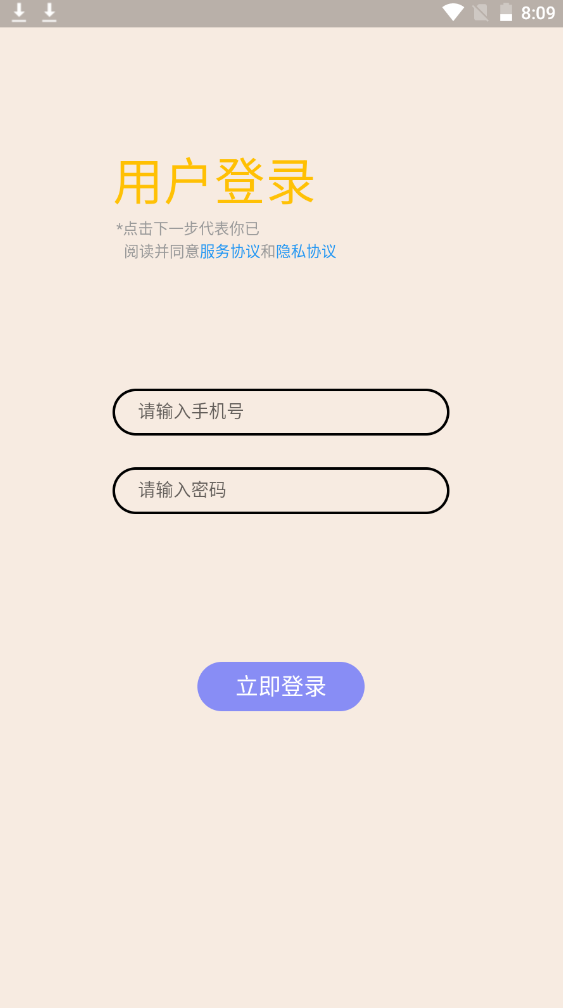 8:09
用户登录
*点击下一步代表你已
阅读并同意服务协议和隐私协议
请输入手机号
请输入密码
立即登录